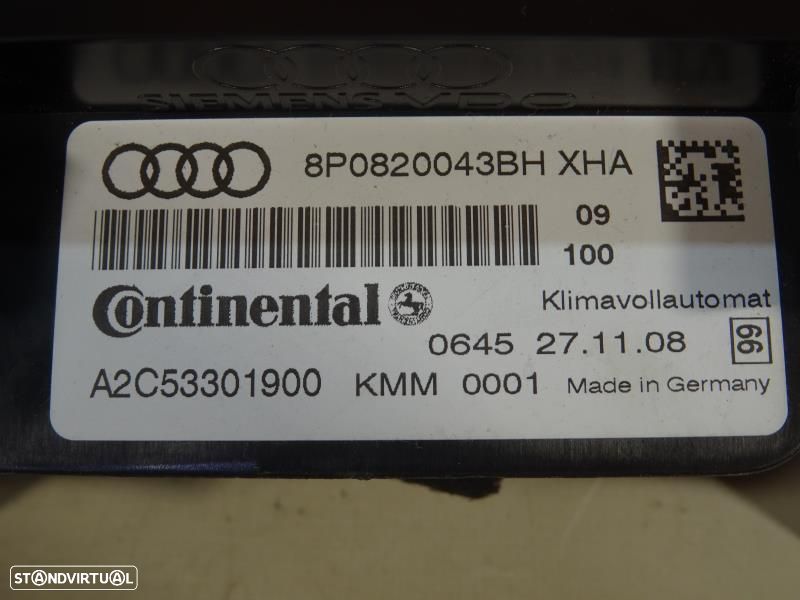 SIEMENS VDO
8P0820043BH XHA
09
100
Continental
Klimavollautomat
0645 27.11.08
99
A2C53301900 KMM 0001 Made in Germany
STANDVIRTUAL